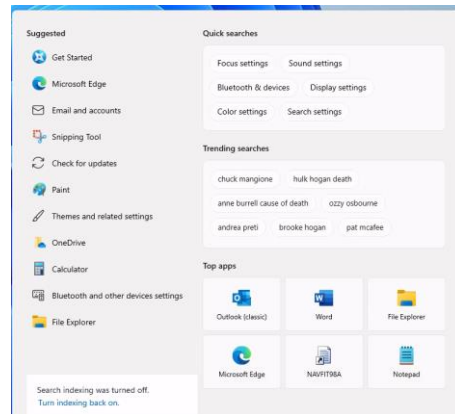 Suggested
Get Started
Microsoft Edge
Email and accounts
Snipping Tool
Check for updates
Paint
Themes and related settings
OneDrive
Calculator
Bluetooth and other devices settings
File Explorer
Search indexing was turned off.
Turn indexing back on.
Quick searches
Focus settings Sound settings
Bluetooth & devices Display settings
Color settings Search settings
Trending searches
chuck mangione hulk hogan death
anne burrell cause of death ozzy osbourne
andrea preti brooke hogan pat mcafee
Top apps
Outlook (classic) Word File Explorer
Microsoft Edge NAVFIT98A Notepad